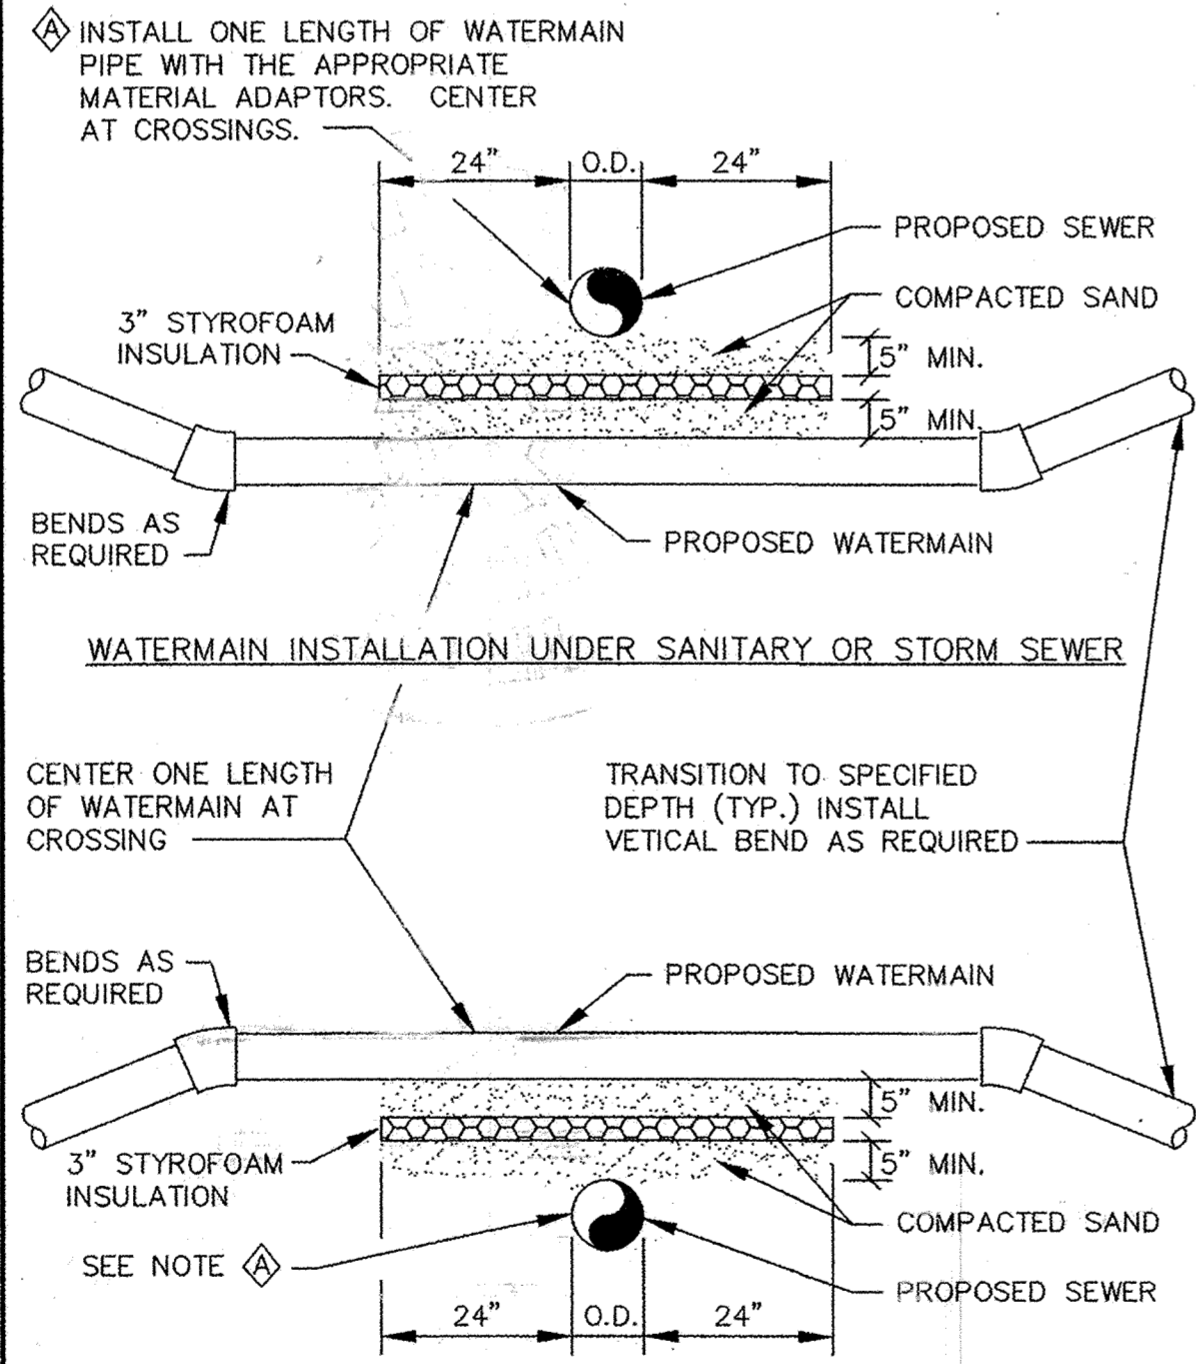 A INSTALL ONE LENGTH OF WATERMAIN
PIPE WITH THE APPROPRIATE
MATERIAL ADAPTORS. CENTER
AT CROSSINGS.
24" O.D. 24"
PROPOSED SEWER
COMPACTED SAND
3" STYROFOAM
INSULATION
5" MIN.
5" MIN.
BENDS AS
REQUIRED
PROPOSED WATERMAIN
WATERMAIN INSTALLATION UNDER SANITARY OR STORM SEWER
CENTER ONE LENGTH
OF WATERMAIN AT
CROSSING
TRANSITION TO SPECIFIED
DEPTH (TYP.) INSTALL
VETICAL BEND AS REQUIRED
BENDS AS
REQUIRED
PROPOSED WATERMAIN
5" MIN.
5" MIN.
3" STYROFOAM
INSULATION
COMPACTED SAND
SEE NOTE A
PROPOSED SEWER
24" O.D. 24"